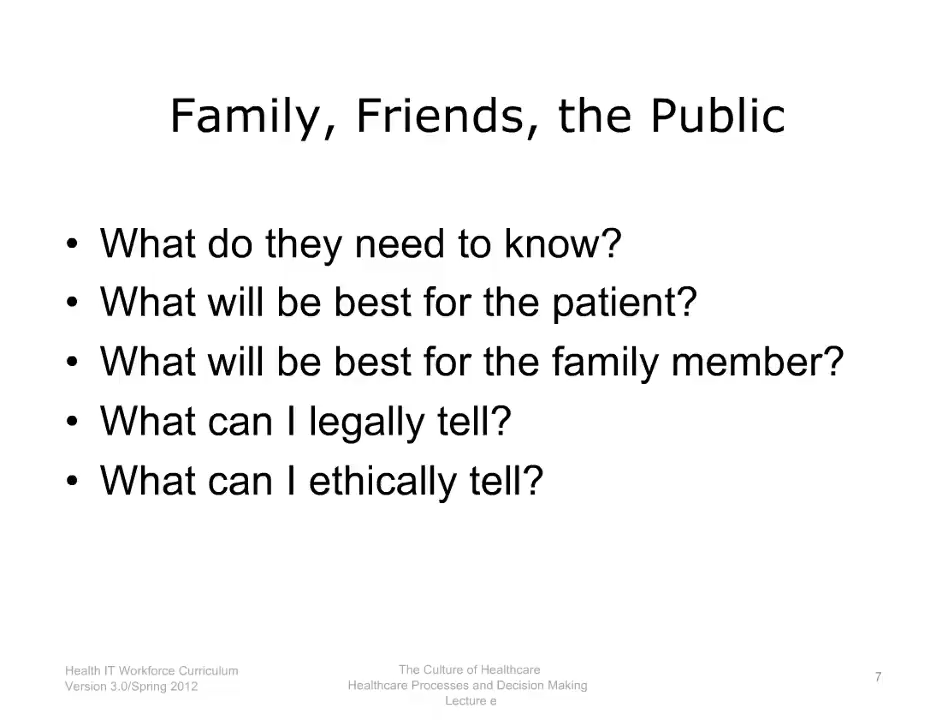 Family, Friends, the Public
• What do they need to know?
• What will be best for the patient?
• What will be best for the family member?
• What can I legally tell?
• What can I ethically tell?
Health IT Workforce Curriculum
Version 3.0/Spring 2012
The Culture of Healthcare
Healthcare Processes and Decision Making
Lecture e
7